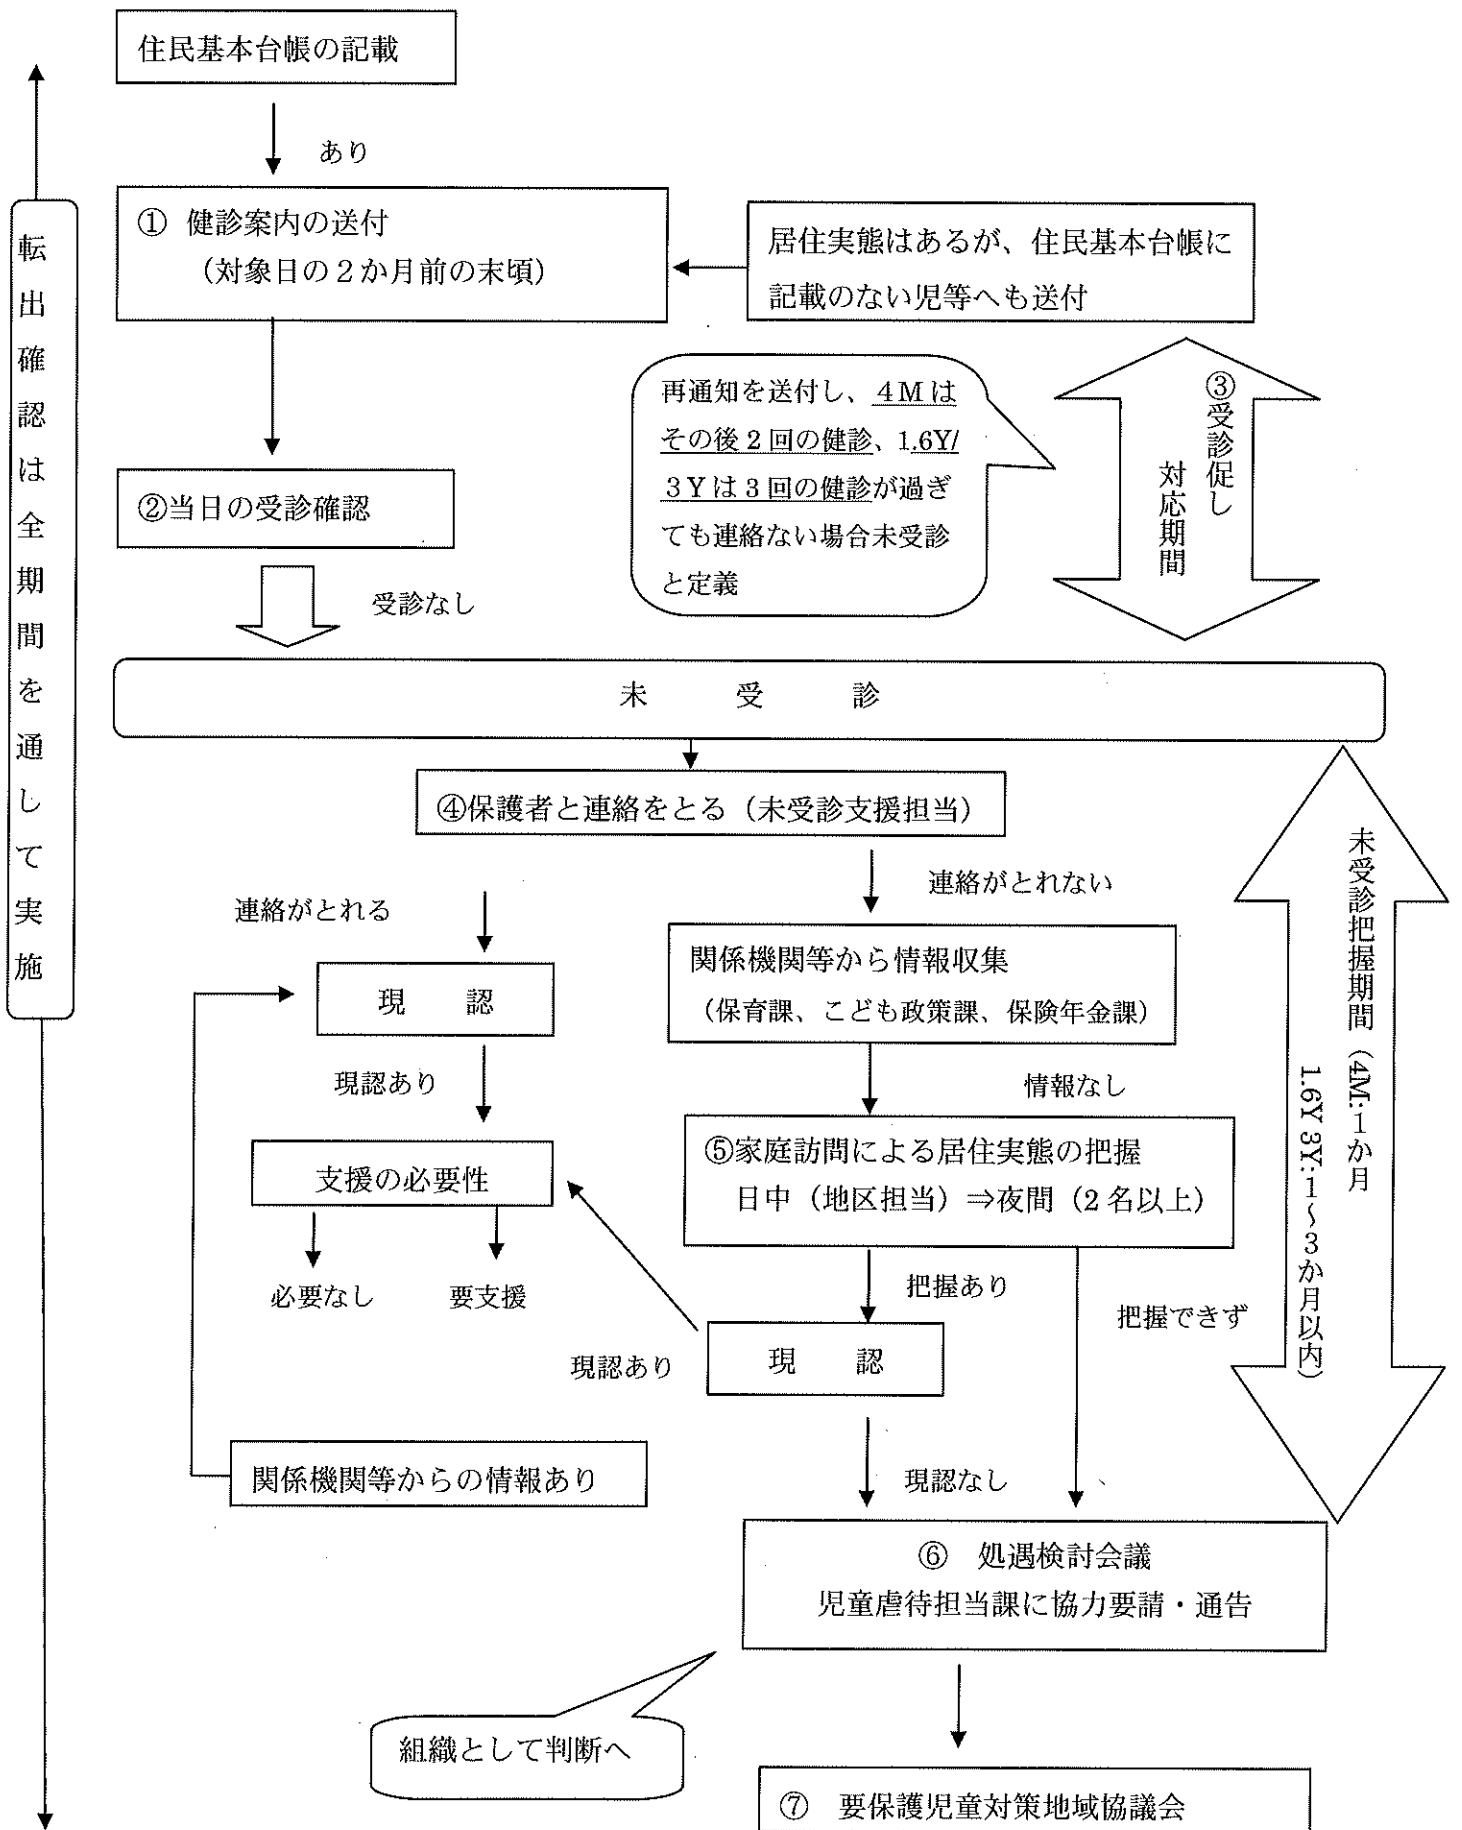 住民基本台帳の記載
あり
① 健診案内の送付
（対象日の２か月前の末頃）
居住実態はあるが、住民基本台帳に
記載のない児等へも送付
転出確認は全期間を通して実施
再通知を送付し、４Ｍは
その後２回の健診、1.6Y/
３Ｙは３回の健診が過ぎ
ても連絡ない場合未受診
と定義
③受診促し
対応期間
②当日の受診確認
受診なし
未　受　診
④保護者と連絡をとる（未受診支援担当）
連絡がとれない
連絡がとれる
関係機関等から情報収集
（保育課、こども政策課、保険年金課）
現　認
未受診把握期間（4M:１か月
1.6Y 3Y:１～３か月以内）
現認あり
情報なし
支援の必要性
⑤家庭訪問による居住実態の把握
日中（地区担当）⇒夜間（２名以上）
必要なし
要支援
把握あり
把握できず
現認あり
現　認
関係機関等からの情報あり
現認なし
⑥　処遇検討会議
児童虐待担当課に協力要請・通告
組織として判断へ
⑦　要保護児童対策地域協議会